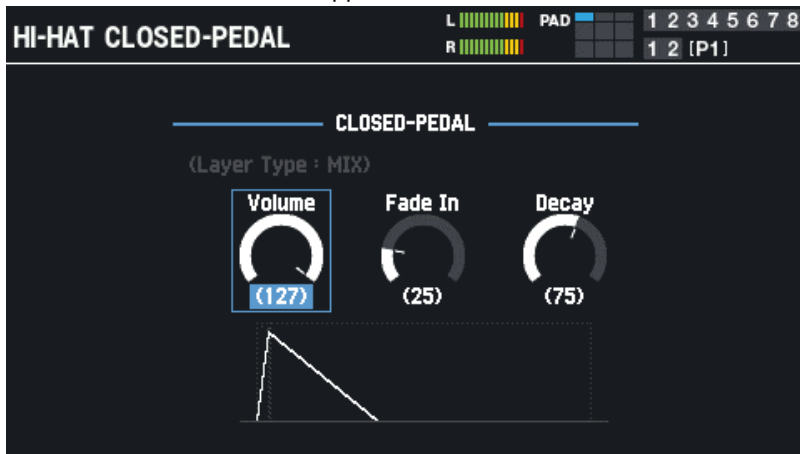 HI-HAT CLOSED-PEDAL
L
R
PAD
1 2 3 4 5 6 7 8
1 2 [P1]
CLOSED-PEDAL
(Layer Type : MIX)
Volume Fade In Decay
(127) (25) (75)